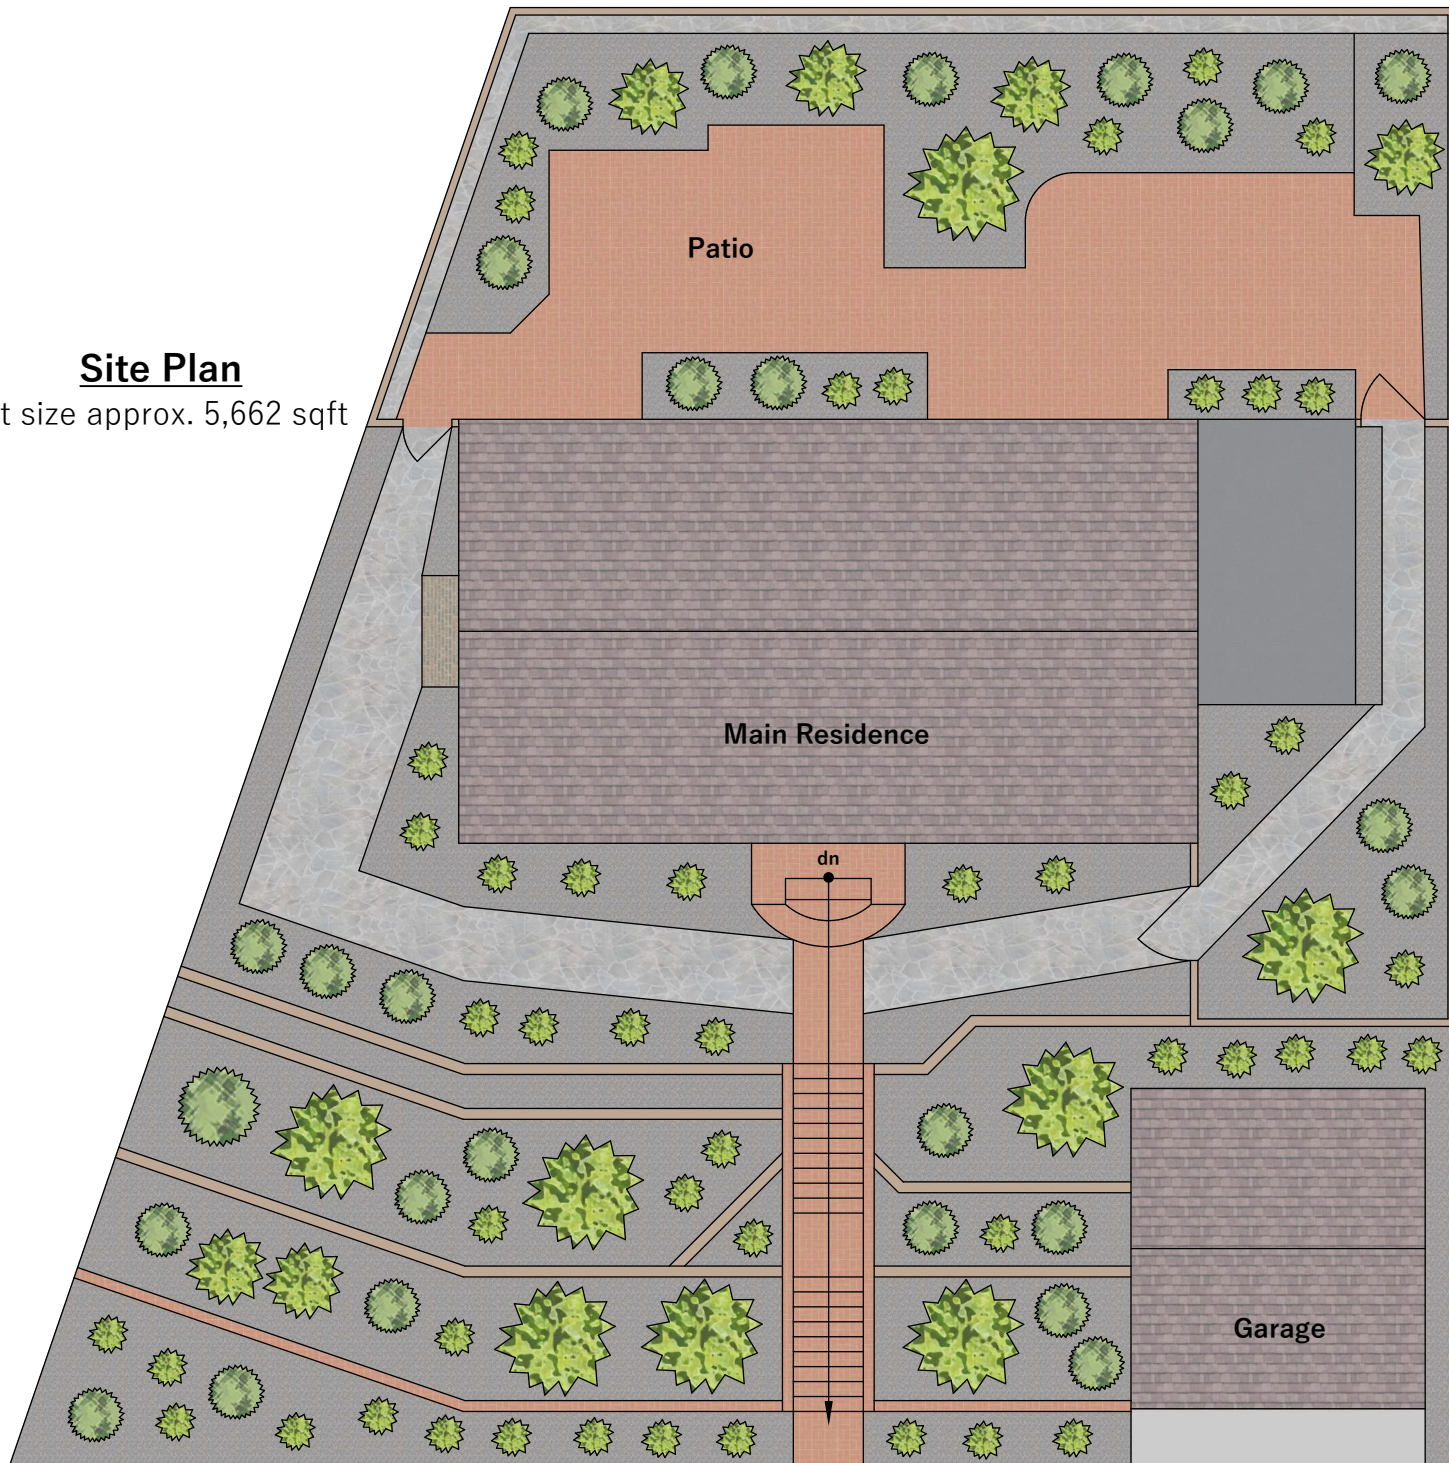 Patio
Site Plan
t size approx. 5,662 sqft
Main Residence
dn
Garage